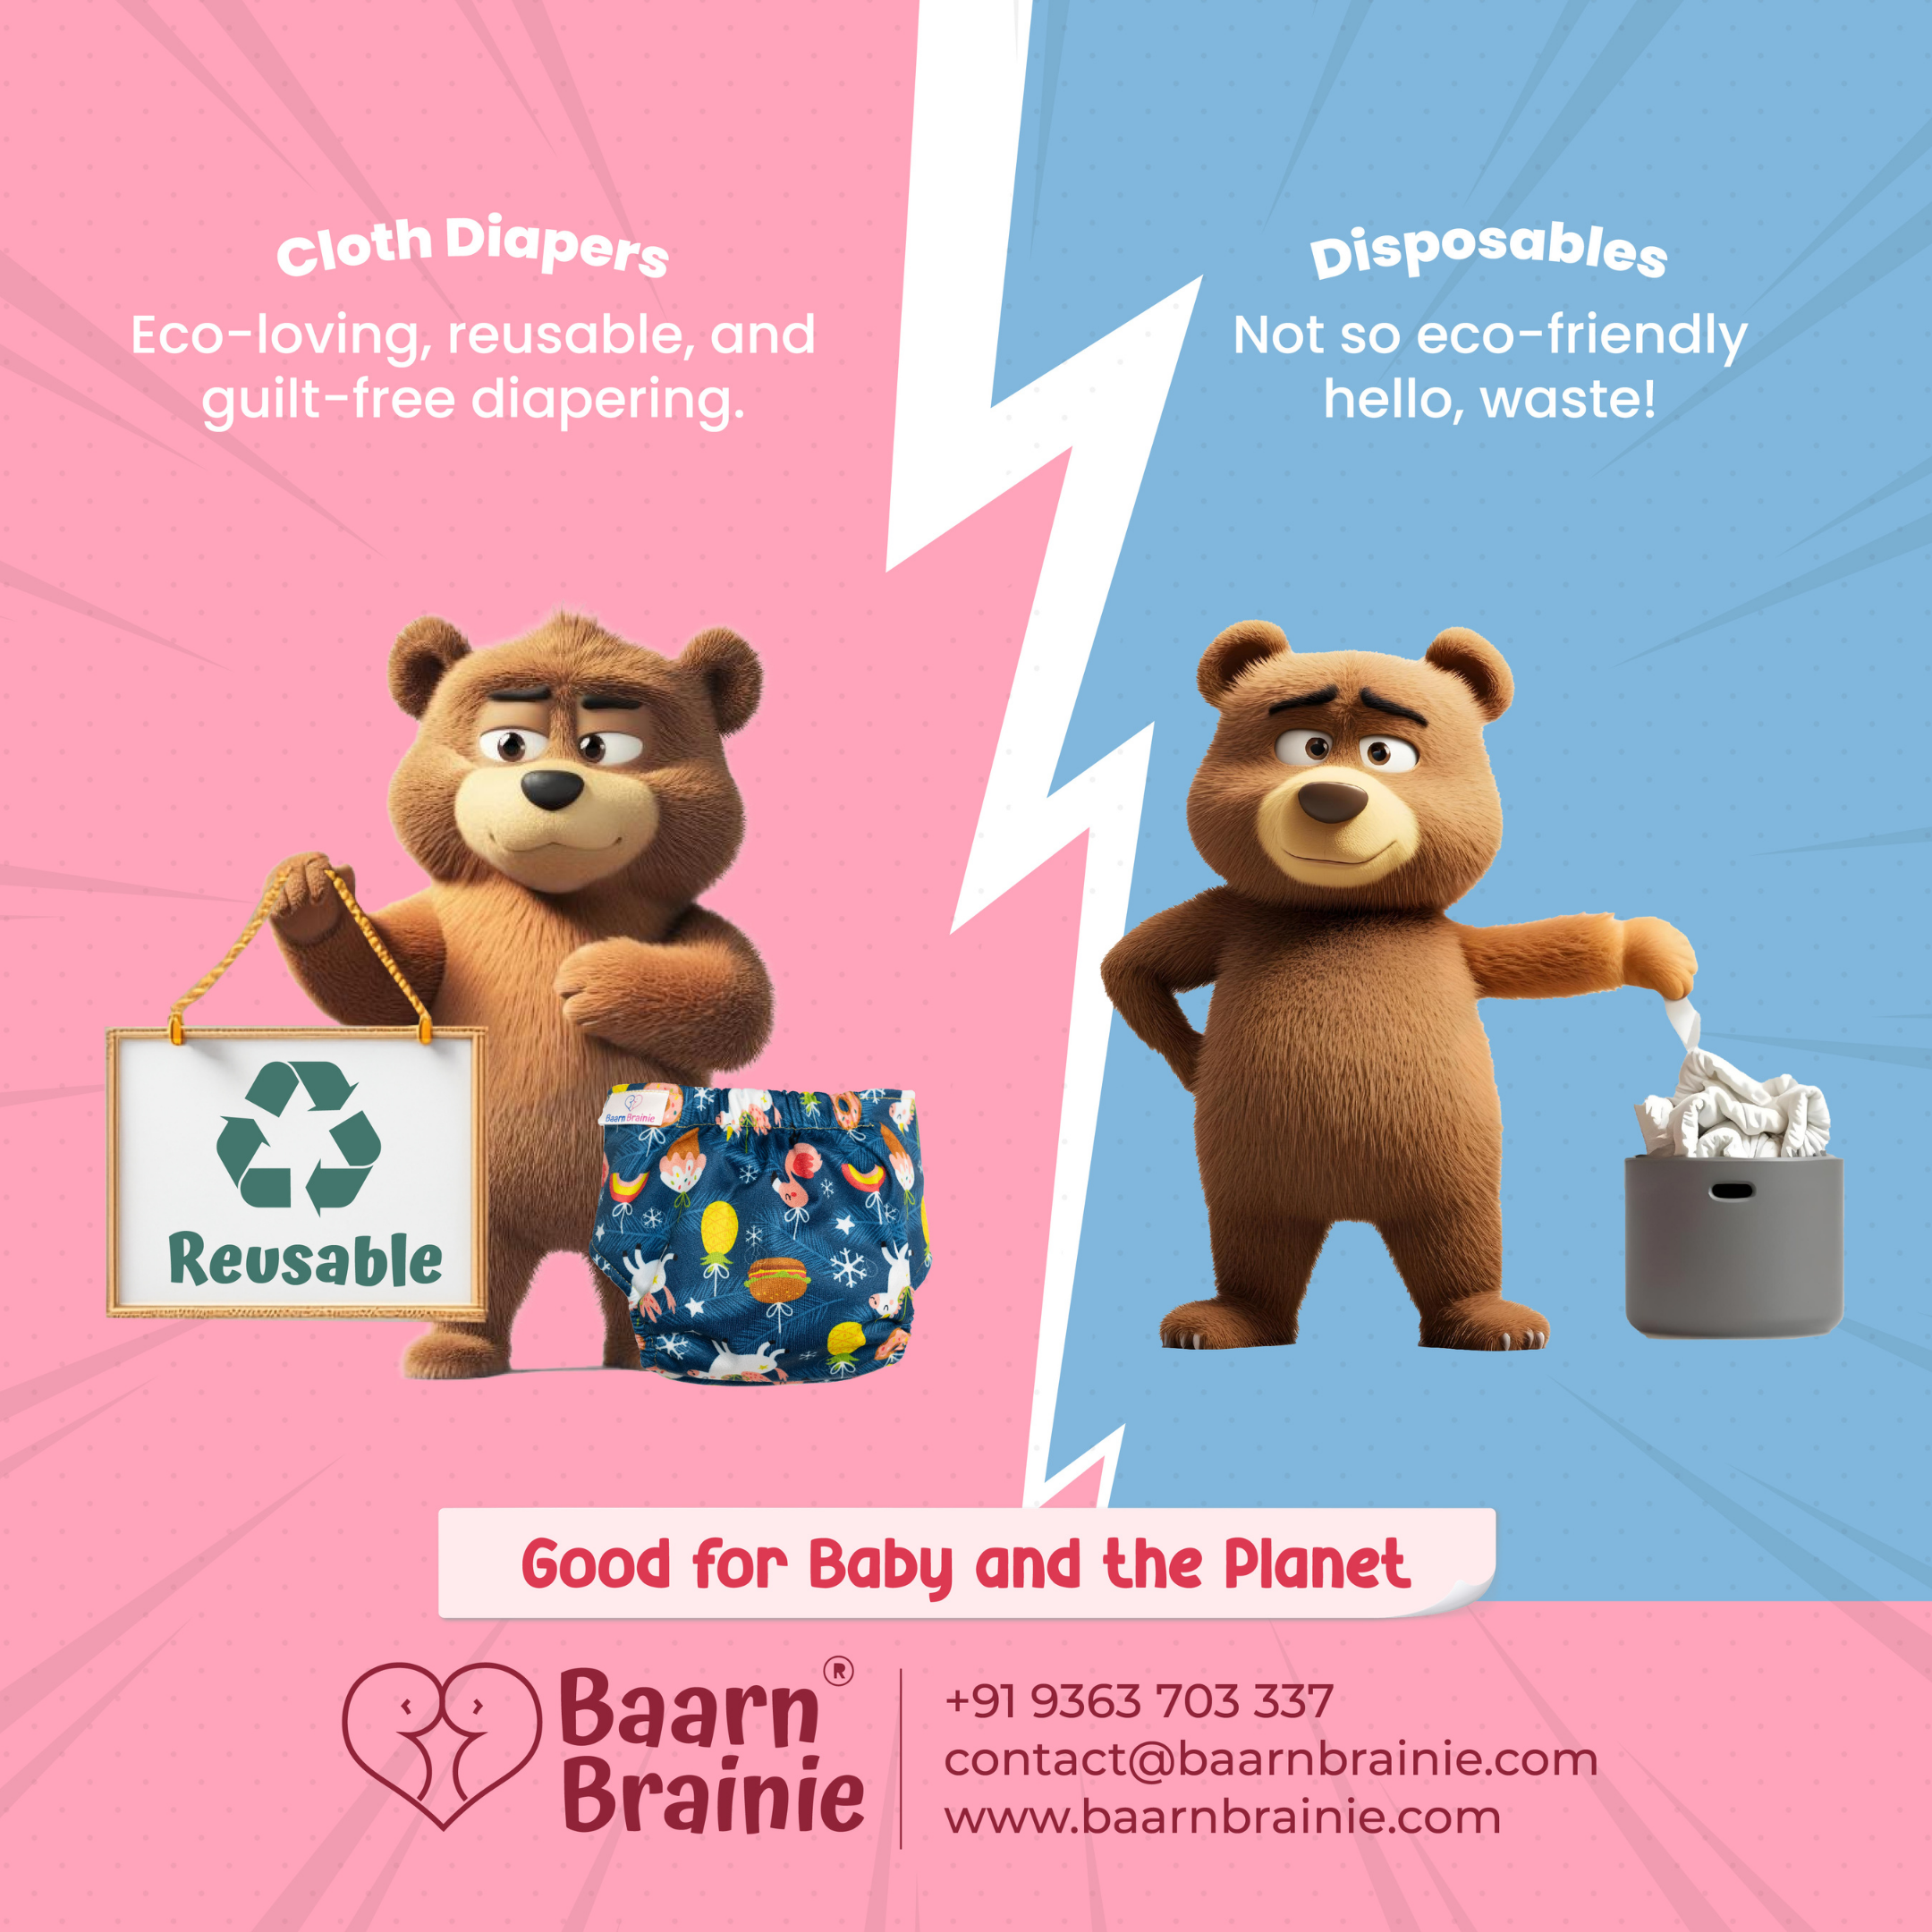 Cloth Diapers
Eco-loving, reusable, and
guilt-free diapering.
Disposables
Not so eco-friendly
hello, waste!
Reusable
Baarn Brainie
Good for Baby and the Planet
Baarn®
Brainie
+91 9363 703 337
contact@baarnbrainie.com
www.baarnbrainie.com